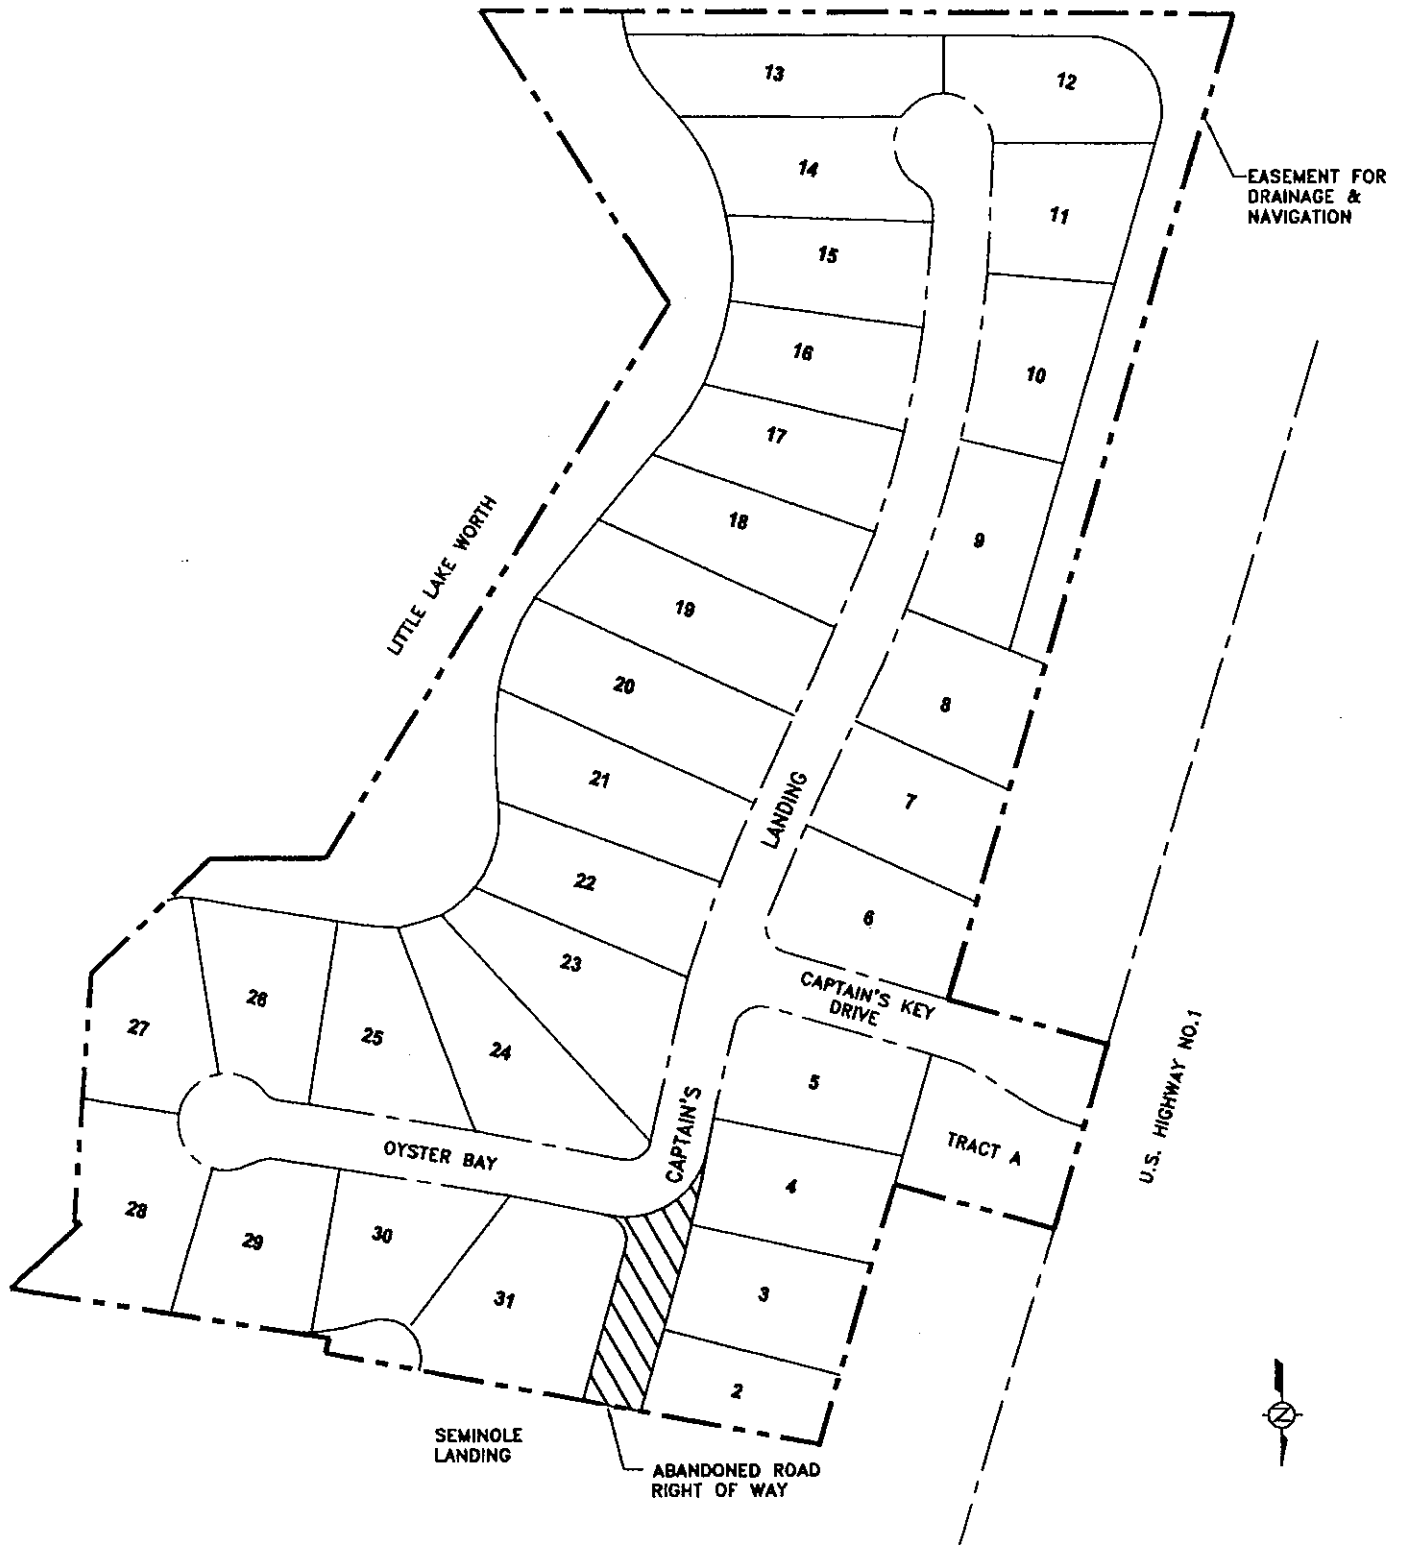 13
12
14
EASEMENT FOR
DRAINAGE &
NAVIGATION
11
15
16
10
17
18
9
LITTLE LAKE WORTH
19
20
8
21
7
LANDING
22
6
23
CAPTAIN'S KEY
DRIVE
26
27
25
24
5
U.S. HIGHWAY NO.1
CAPTAIN'S
OYSTER BAY
TRACT A
4
28
30
29
31
3
2
SEMINOLE
LANDING
ABANDONED ROAD
RIGHT OF WAY
N